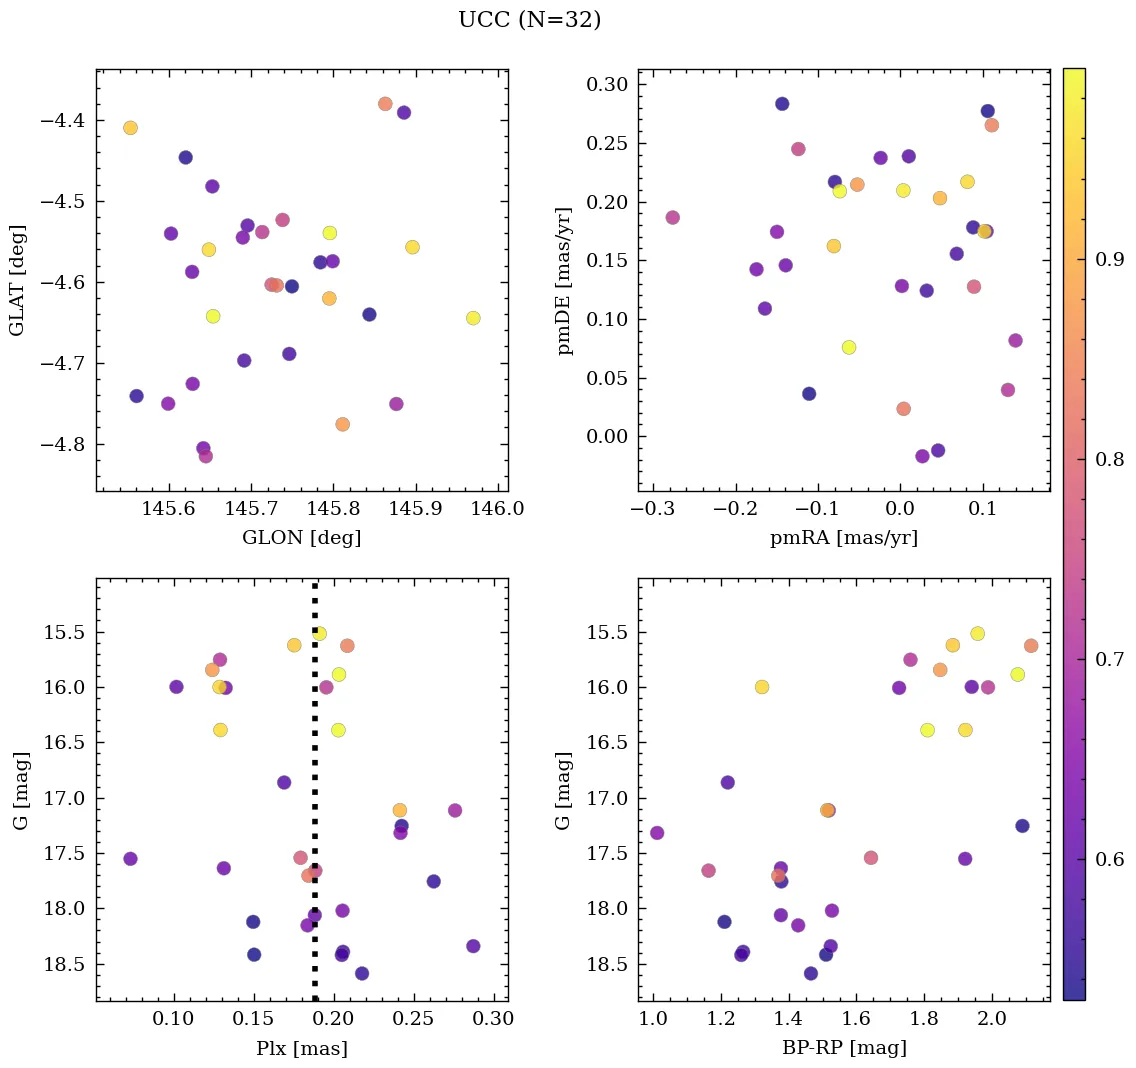 UCC (N=32)
−4.4
−4.5
−4.6
−4.7
−4.8
GLAT [deg]
145.6 145.7 145.8 145.9 146.0
GLON [deg]
0.30
0.25
0.20
0.15
0.10
0.05
0.00
pmDE [mas/yr]
−0.3 −0.2 −0.1 0.0 0.1
pmRA [mas/yr]
0.9
0.8
0.7
0.6
15.5
16.0
16.5
17.0
17.5
18.0
18.5
G [mag]
0.10 0.15 0.20 0.25 0.30
Plx [mas]
15.5
16.0
16.5
17.0
17.5
18.0
18.5
G [mag]
1.0 1.2 1.4 1.6 1.8 2.0
BP-RP [mag]